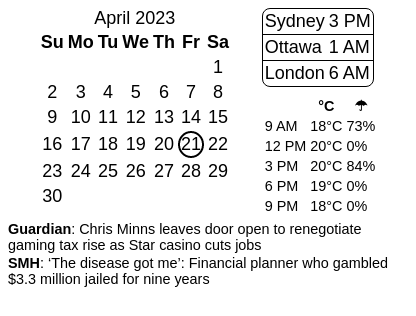 April 2023
Su Mo Tu We Th Fr Sa
1
2 3 4 5 6 7 8
9 10 11 12 13 14 15
16 17 18 19 20 21 22
23 24 25 26 27 28 29
30
Sydney 3 PM
Ottawa 1 AM
London 6 AM
°C ☂
9 AM 18°C 73%
12 PM 20°C 0%
3 PM 20°C 84%
6 PM 19°C 0%
9 PM 18°C 0%
Guardian: Chris Minns leaves door open to renegotiate
gaming tax rise as Star casino cuts jobs
SMH: ‘The disease got me’: Financial planner who gambled
$3.3 million jailed for nine years